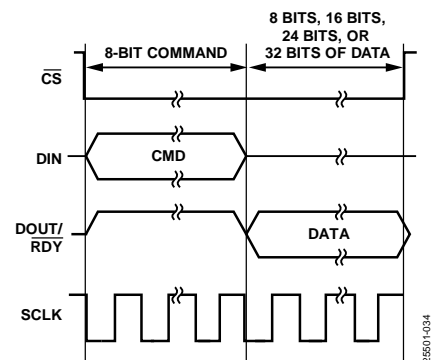 8 BITS, 16 BITS,
24 BITS, OR
8-BIT COMMAND 32 BITS OF DATA
CS
DIN
CMD
DOUT/
RDY
DATA
SCLK
25501-034